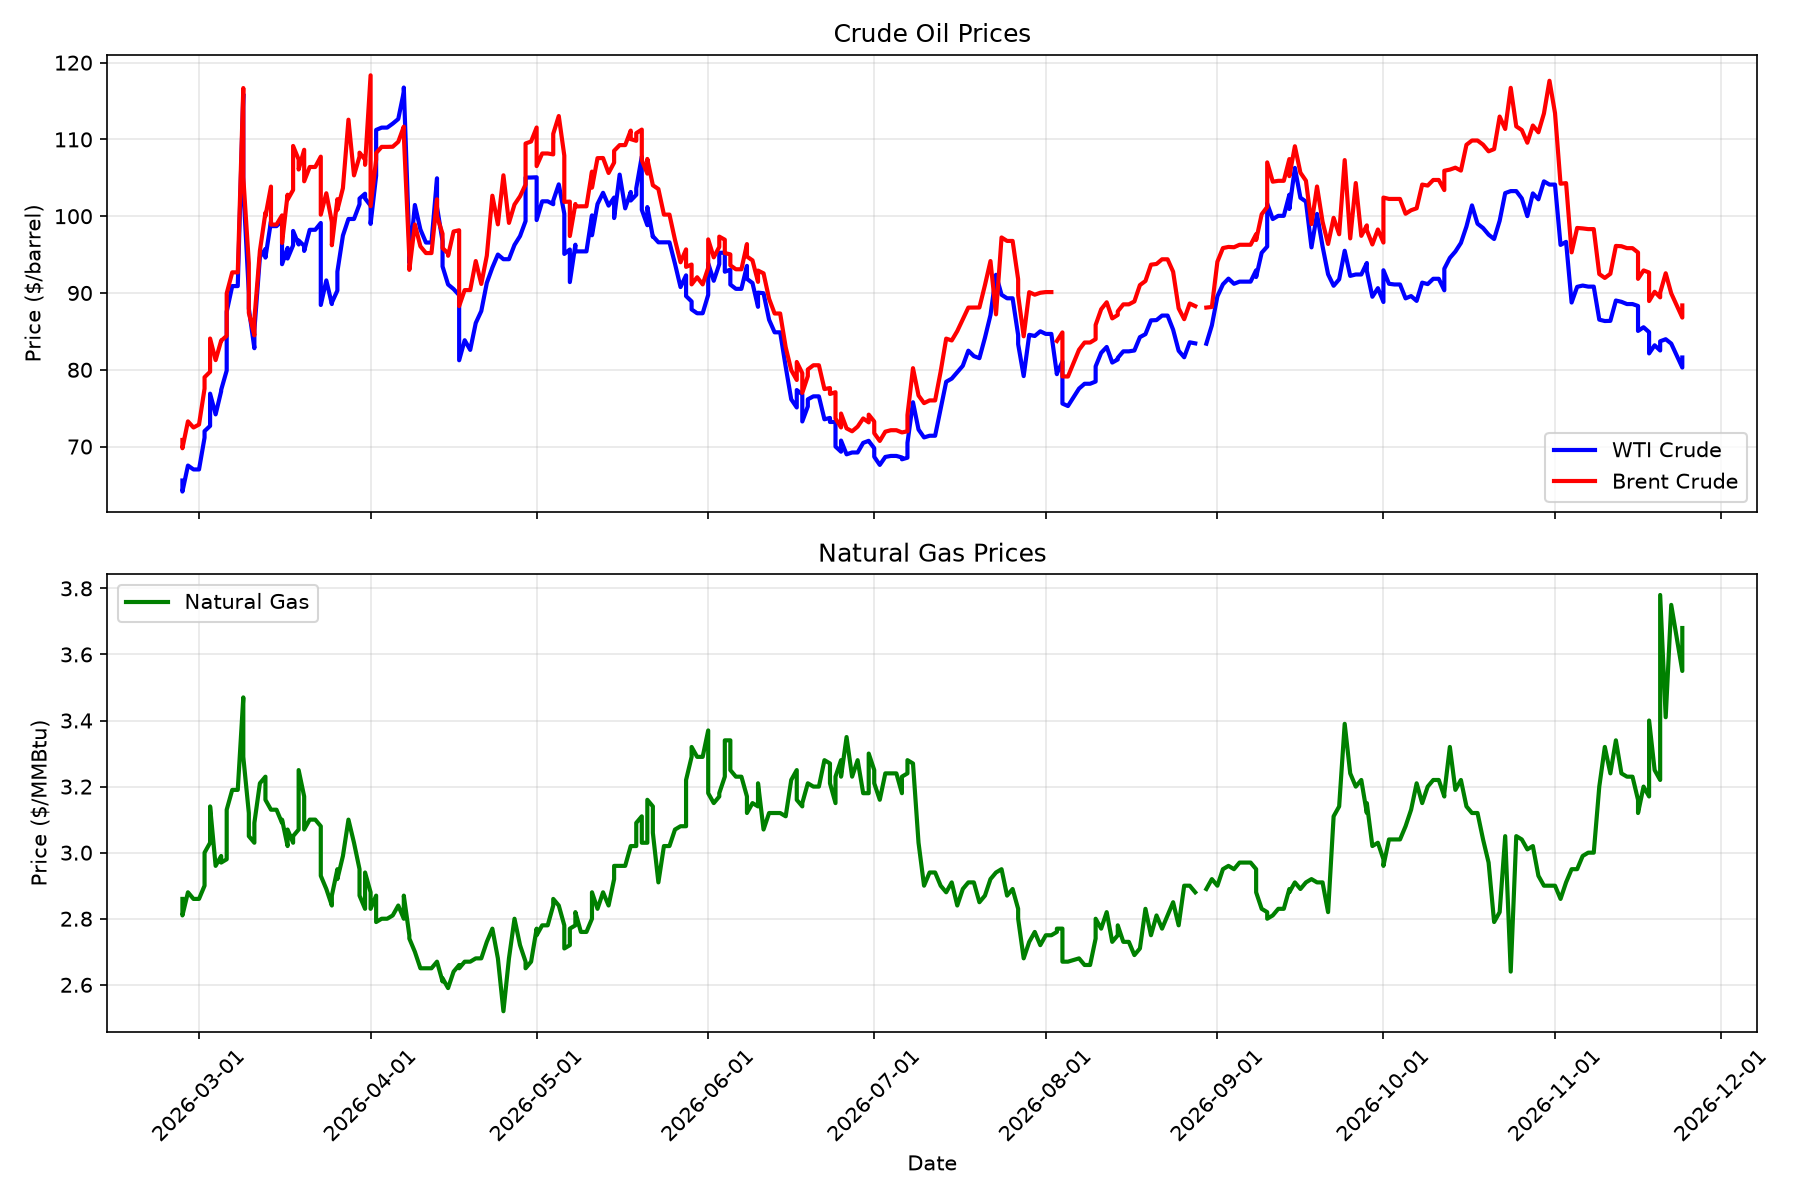 Crude Oil Prices
Price ($/barrel)
120
110
100
90
80
70
WTI Crude
Brent Crude
Natural Gas Prices
Price ($/MMBtu)
3.8
3.6
3.4
3.2
3.0
2.8
2.6
Natural Gas
2026-03-01
2026-04-01
2026-05-01
2026-06-01
2026-07-01
2026-08-01
2026-09-01
2026-10-01
2026-11-01
2026-12-01
Date